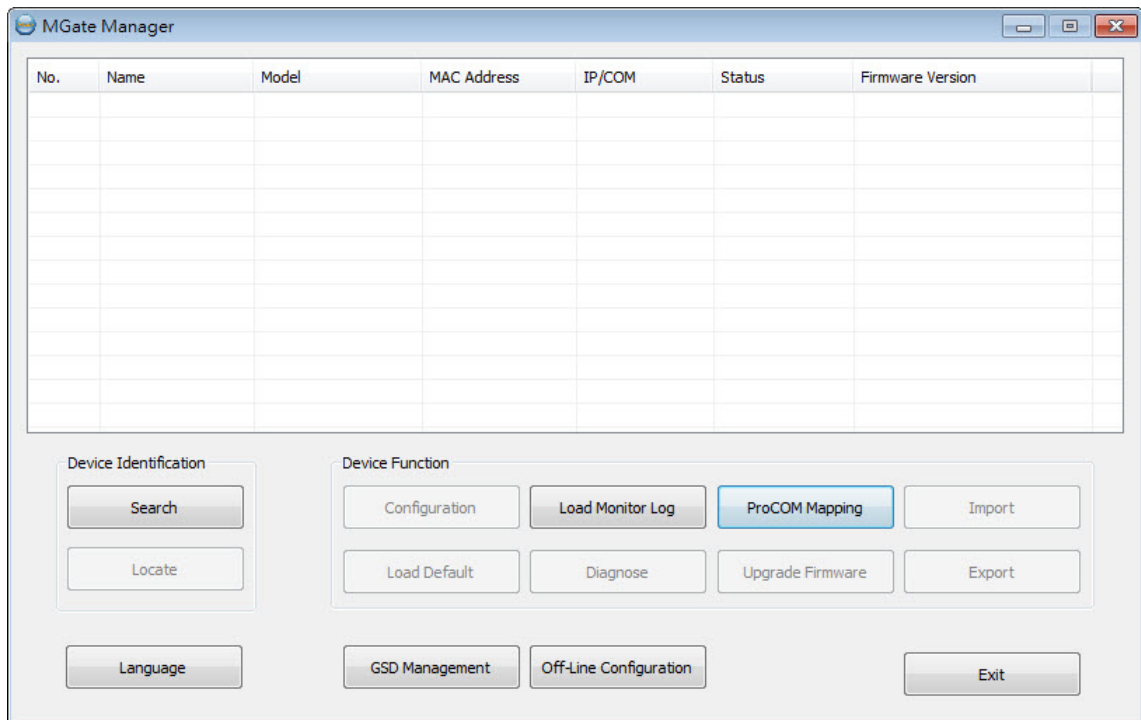 MGate Manager
No. Name Model MAC Address IP/COM Status Firmware Version
Device Identification
Search
Locate
Device Function
Configuration Load Monitor Log ProCOM Mapping Import
Load Default Diagnose Upgrade Firmware Export
Language GSD Management Off-Line Configuration Exit